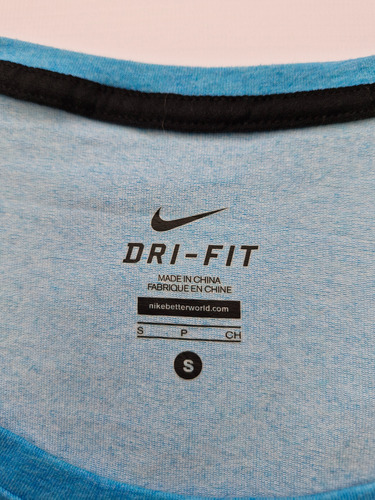 DRI-FIT
MADE IN CHINA
FABRIQUE EN CHINE
nikebetterworld.com
S P CH
S